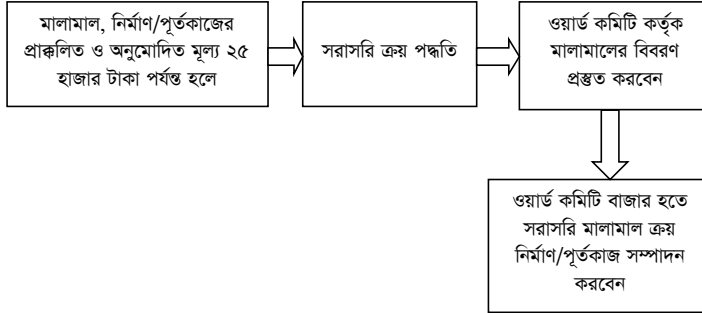 মালামাল, নির্মাণ/পূর্তকাজের
প্রাক্কলিত ও অনুমোদিত মূল্য ২৫
হাজার টাকা পর্যন্ত হলে
সরাসরি ক্রয় পদ্ধতি
ওয়ার্ড কমিটি কর্তৃক
মালামালের বিবরণ
প্রস্তুত করবেন
ওয়ার্ড কমিটি বাজার হতে
সরাসরি মালামাল ক্রয়
নির্মাণ/পূর্তকাজ সম্পাদন
করবেন